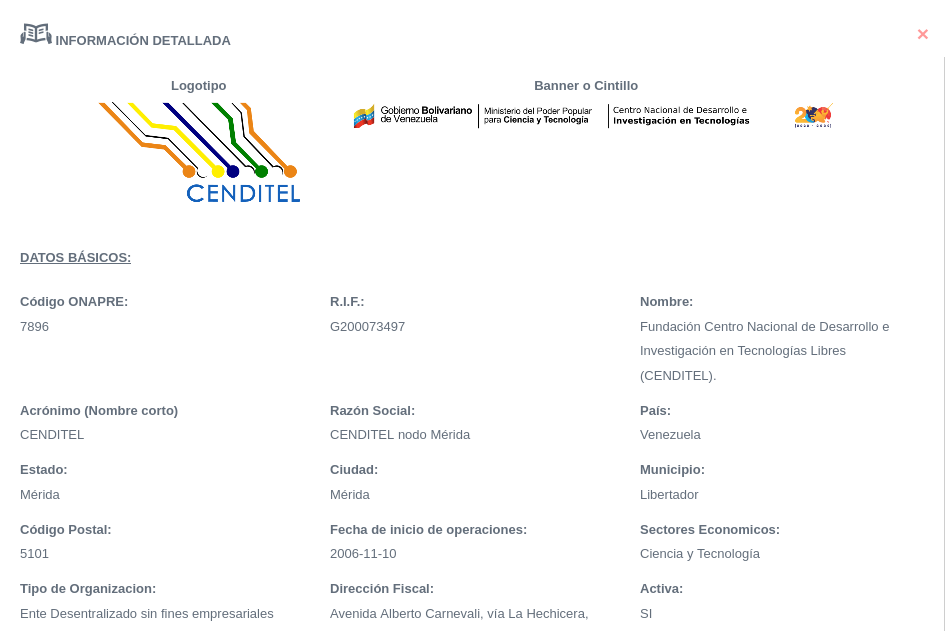 INFORMACIÓN DETALLADA
×
Logotipo
Banner o Cintillo
CENDITEL
Gobierno Bolivariano
de Venezuela
Ministerio del Poder Popular
para Ciencia y Tecnología
Centro Nacional de Desarrollo e
Investigación en Tecnologías
DATOS BÁSICOS:
Código ONAPRE:
7896
R.I.F.:
G200073497
Nombre:
Fundación Centro Nacional de Desarrollo e
Investigación en Tecnologías Libres
(CENDITEL).
Acrónimo (Nombre corto)
CENDITEL
Razón Social:
CENDITEL nodo Mérida
País:
Venezuela
Estado:
Mérida
Ciudad:
Mérida
Municipio:
Libertador
Código Postal:
5101
Fecha de inicio de operaciones:
2006-11-10
Sectores Economicos:
Ciencia y Tecnología
Tipo de Organizacion:
Ente Desentralizado sin fines empresariales
Dirección Fiscal:
Avenida Alberto Carnevali, vía La Hechicera,
Activa:
SI